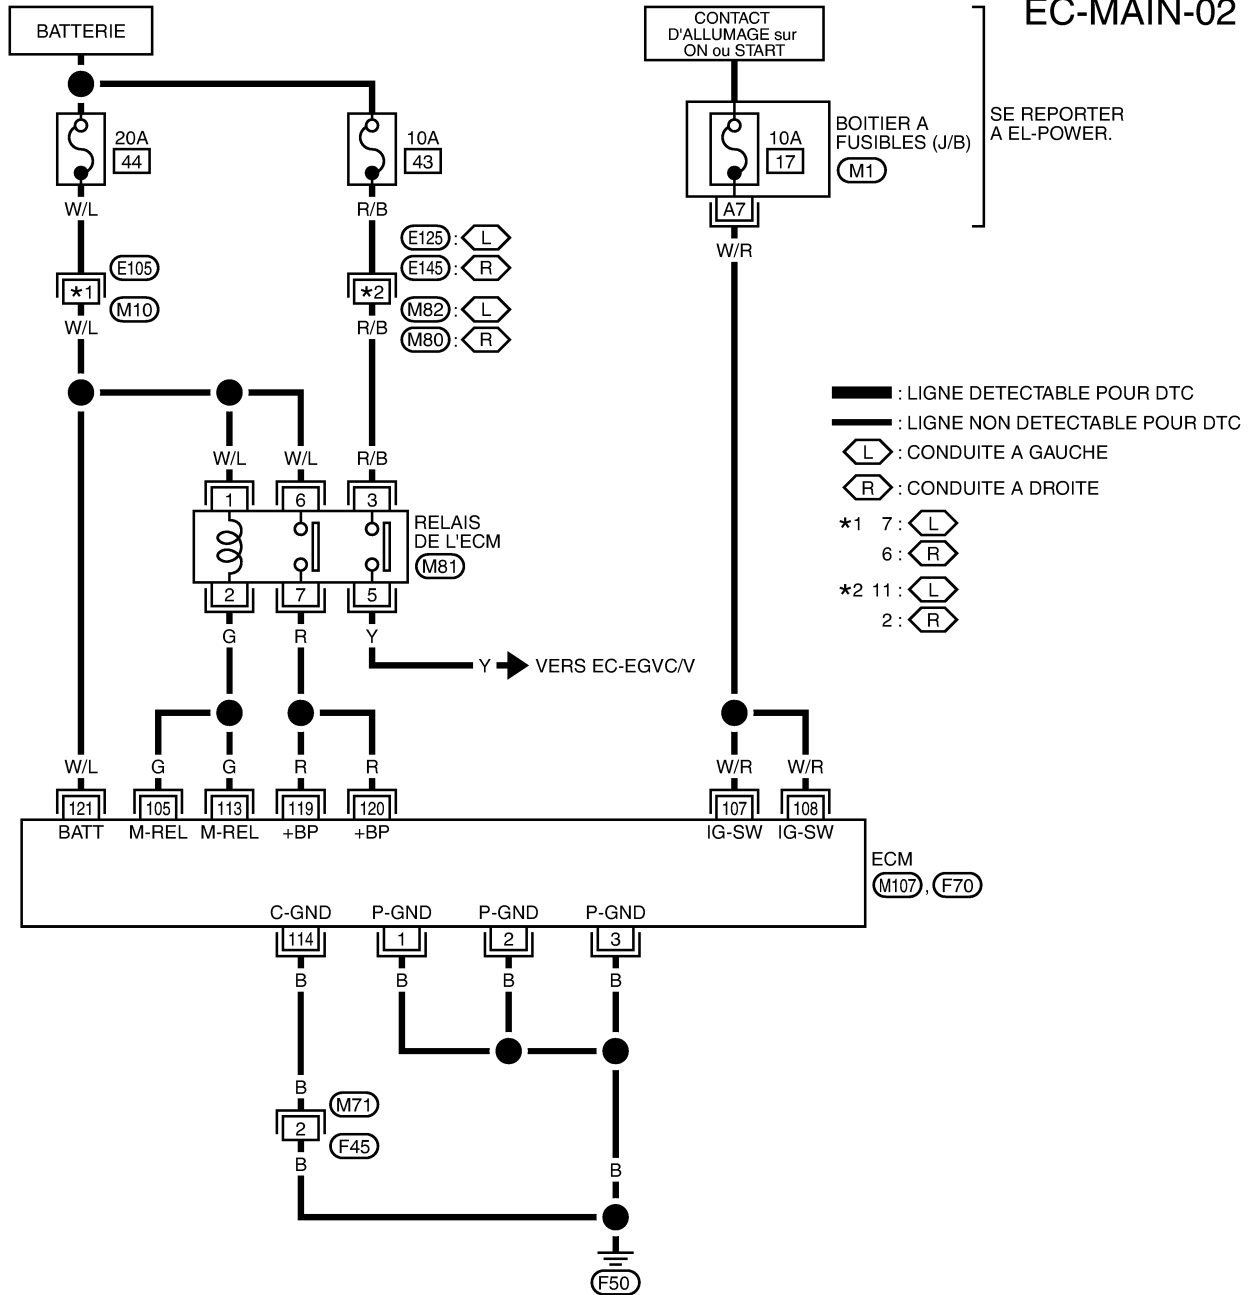 EC-MAIN-02
BATTERIE
CONTACT
D'ALLUMAGE sur
ON ou START
20A
44
10A
43
10A
17
BOITIER A
FUSIBLES (J/B)
M1
SE REPORTER
A EL-POWER.
A7
W/L
R/B
W/R
E125 : L
E145 : R
E105
*1
*2
M10
M82 : L
M80 : R
W/L
R/B
: LIGNE DETECTABLE POUR DTC
: LIGNE NON DETECTABLE POUR DTC
L : CONDUITE A GAUCHE
R : CONDUITE A DROITE
*1 7 : L
6 : R
*2 11 : L
2 : R
W/L W/L R/B
1 6 3
RELAIS
DE L'ECM
M81
2 7 5
G R Y
Y VERS EC-EGVC/V
W/L G G R R W/R W/R
121 105 113 119 120 107 108
BATT M-REL M-REL +BP +BP IG-SW IG-SW
ECM
M107 , F70
C-GND P-GND P-GND P-GND
114 1 2 3
B B B B
B
M71
2
F45
B
B
F50